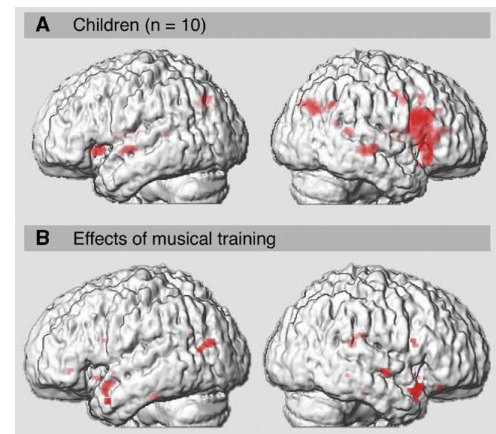 A Children (n = 10)
B Effects of musical training